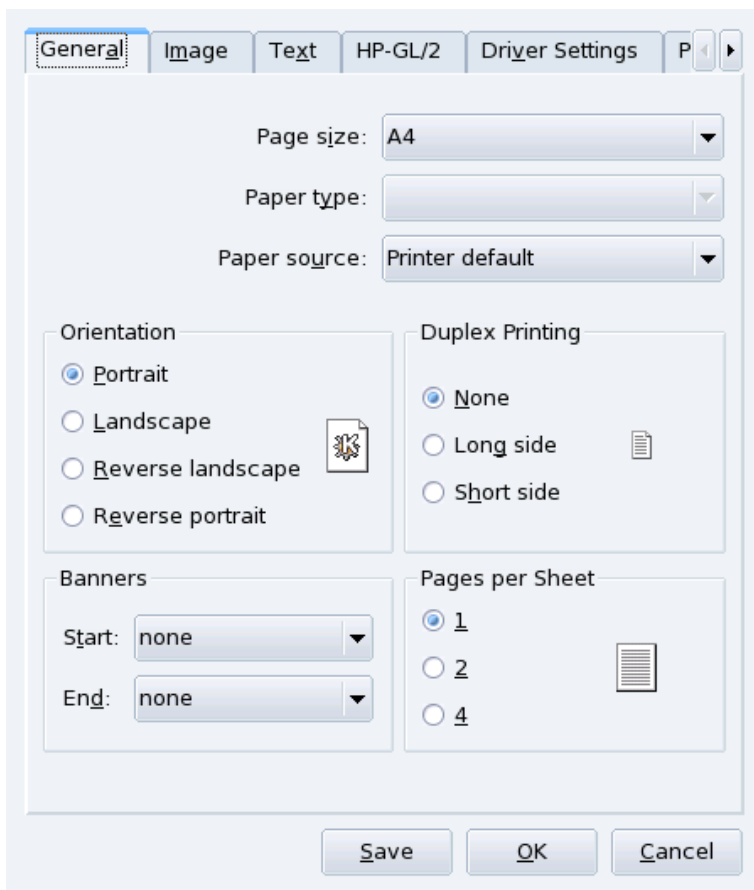 General Image Text HP-GL/2 Driver Settings P
Page size: A4
Paper type:
Paper source: Printer default
Orientation
Portrait
Landscape
Reverse landscape
Reverse portrait
Duplex Printing
None
Long side
Short side
Banners
Start: none
End: none
Pages per Sheet
1
2
4
Save OK Cancel